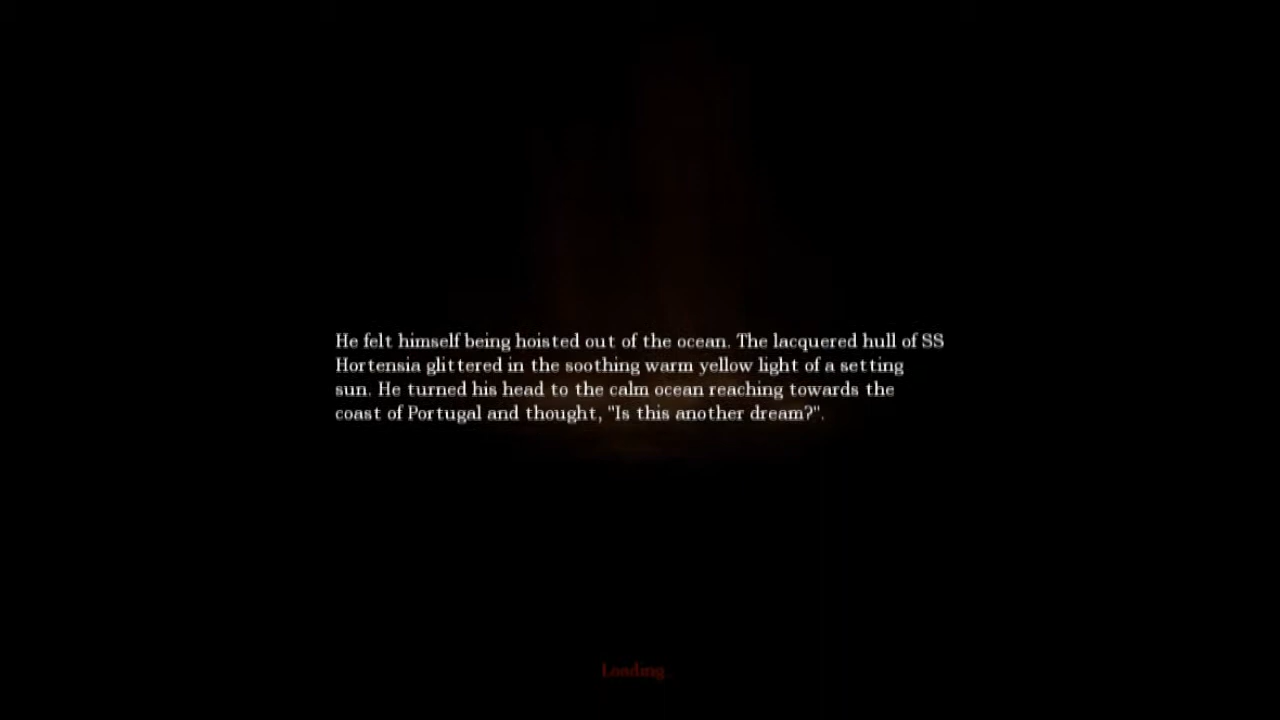 He felt himself being hoisted out of the ocean. The lacquered hull of SS
Hortensia glittered in the soothing warm yellow light of a setting
sun. He turned his head to the calm ocean reaching towards the
coast of Portugal and thought, "Is this another dream?".
Loading.